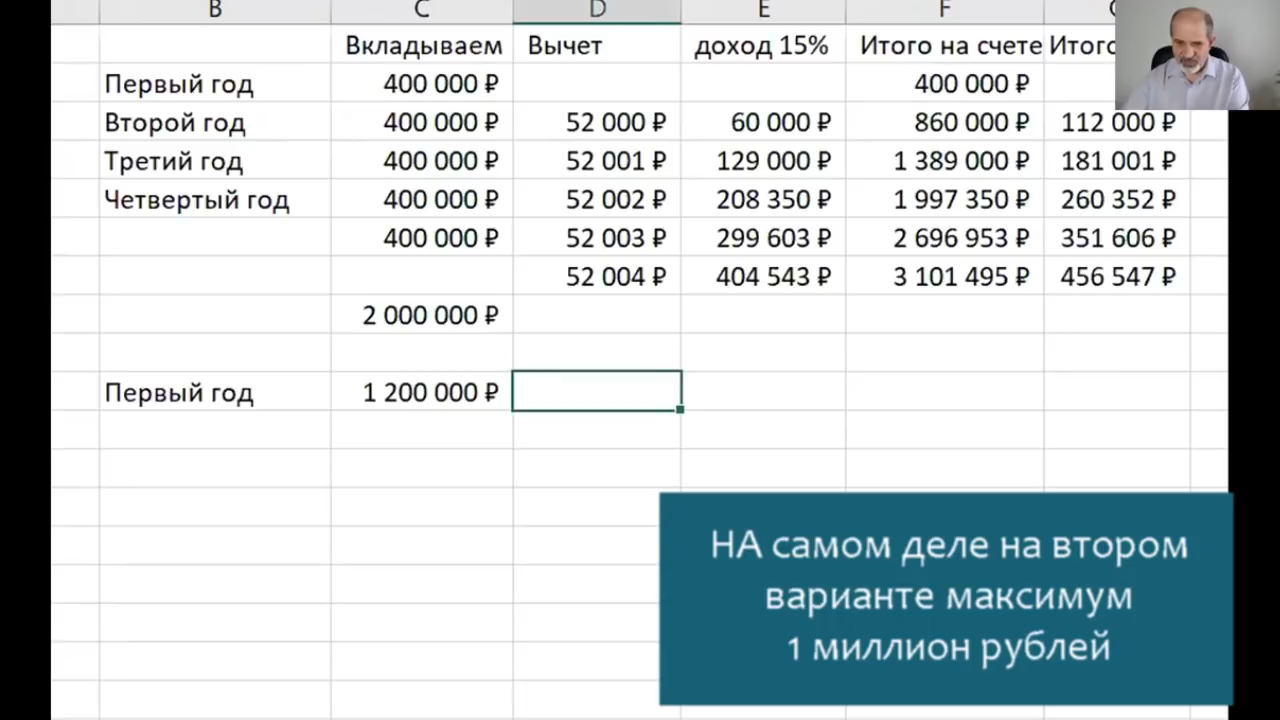 B C D E F
Вкладываем Вычет доход 15% Итого на счете Итого
Первый год 400 000 ₽ 400 000 ₽
Второй год 400 000 ₽ 52 000 ₽ 60 000 ₽ 860 000 ₽ 112 000 ₽
Третий год 400 000 ₽ 52 001 ₽ 129 000 ₽ 1 389 000 ₽ 181 001 ₽
Четвертый год 400 000 ₽ 52 002 ₽ 208 350 ₽ 1 997 350 ₽ 260 352 ₽
400 000 ₽ 52 003 ₽ 299 603 ₽ 2 696 953 ₽ 351 606 ₽
52 004 ₽ 404 543 ₽ 3 101 495 ₽ 456 547 ₽
2 000 000 ₽
Первый год 1 200 000 ₽
НА самом деле на втором
варианте максимум
1 миллион рублей